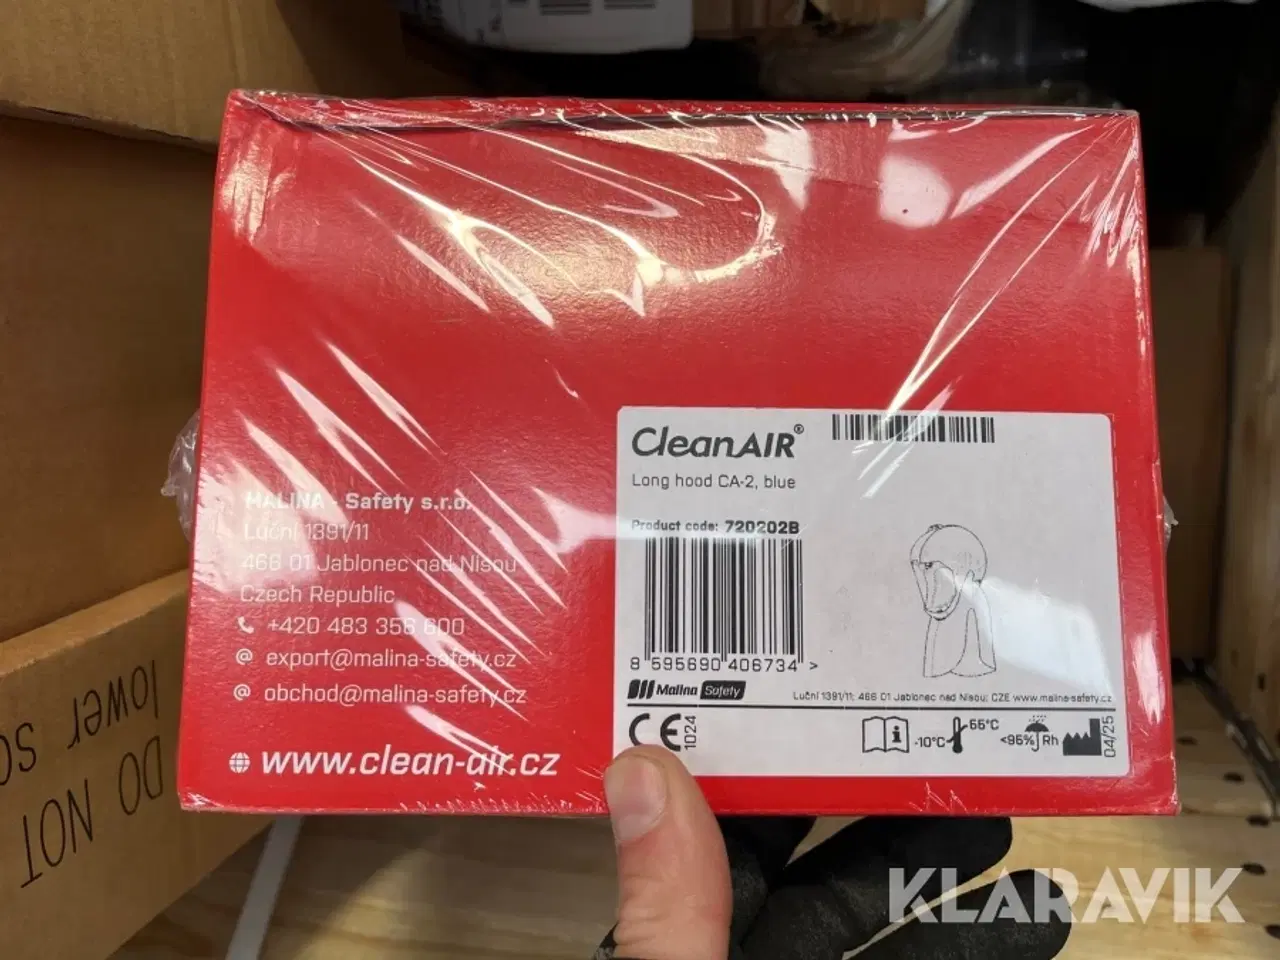 MALINA - Safety s.r.o.
Luční 1391/11
466 01 Jablonec nad Nisou
Czech Republic
+420 483 356 600
@ export@malina-safety.cz
@ obchod@malina-safety.cz
www.clean-air.cz
CleanAIR®
Long hood CA-2, blue
Product code: 720202B
8 595690 406734 >
Malina Safety
Luční 1391/11; 466 01 Jablonec nad Nisou; CZE www.malina-safety.cz
CE 1024
i -10°C 55°C <95% Rh 04/25
DO NOT
lower sc
KLARAVIK